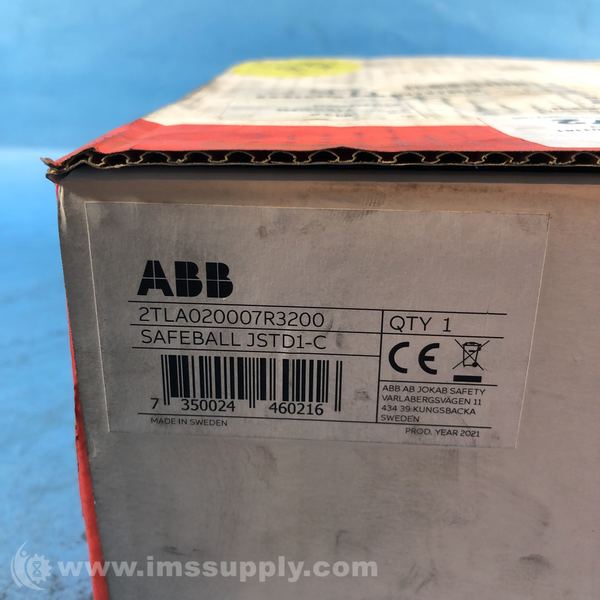 ABB
2TLA020007R3200
SAFEBALL JSTD1-C
QTY 1
CE
7 350024 460216
MADE IN SWEDEN
ABB AB JOKAB SAFETY
VARLABERGSVÄGEN 11
434 39 KUNGSBACKA
SWEDEN
PROD. YEAR 2021
www.imssupply.com